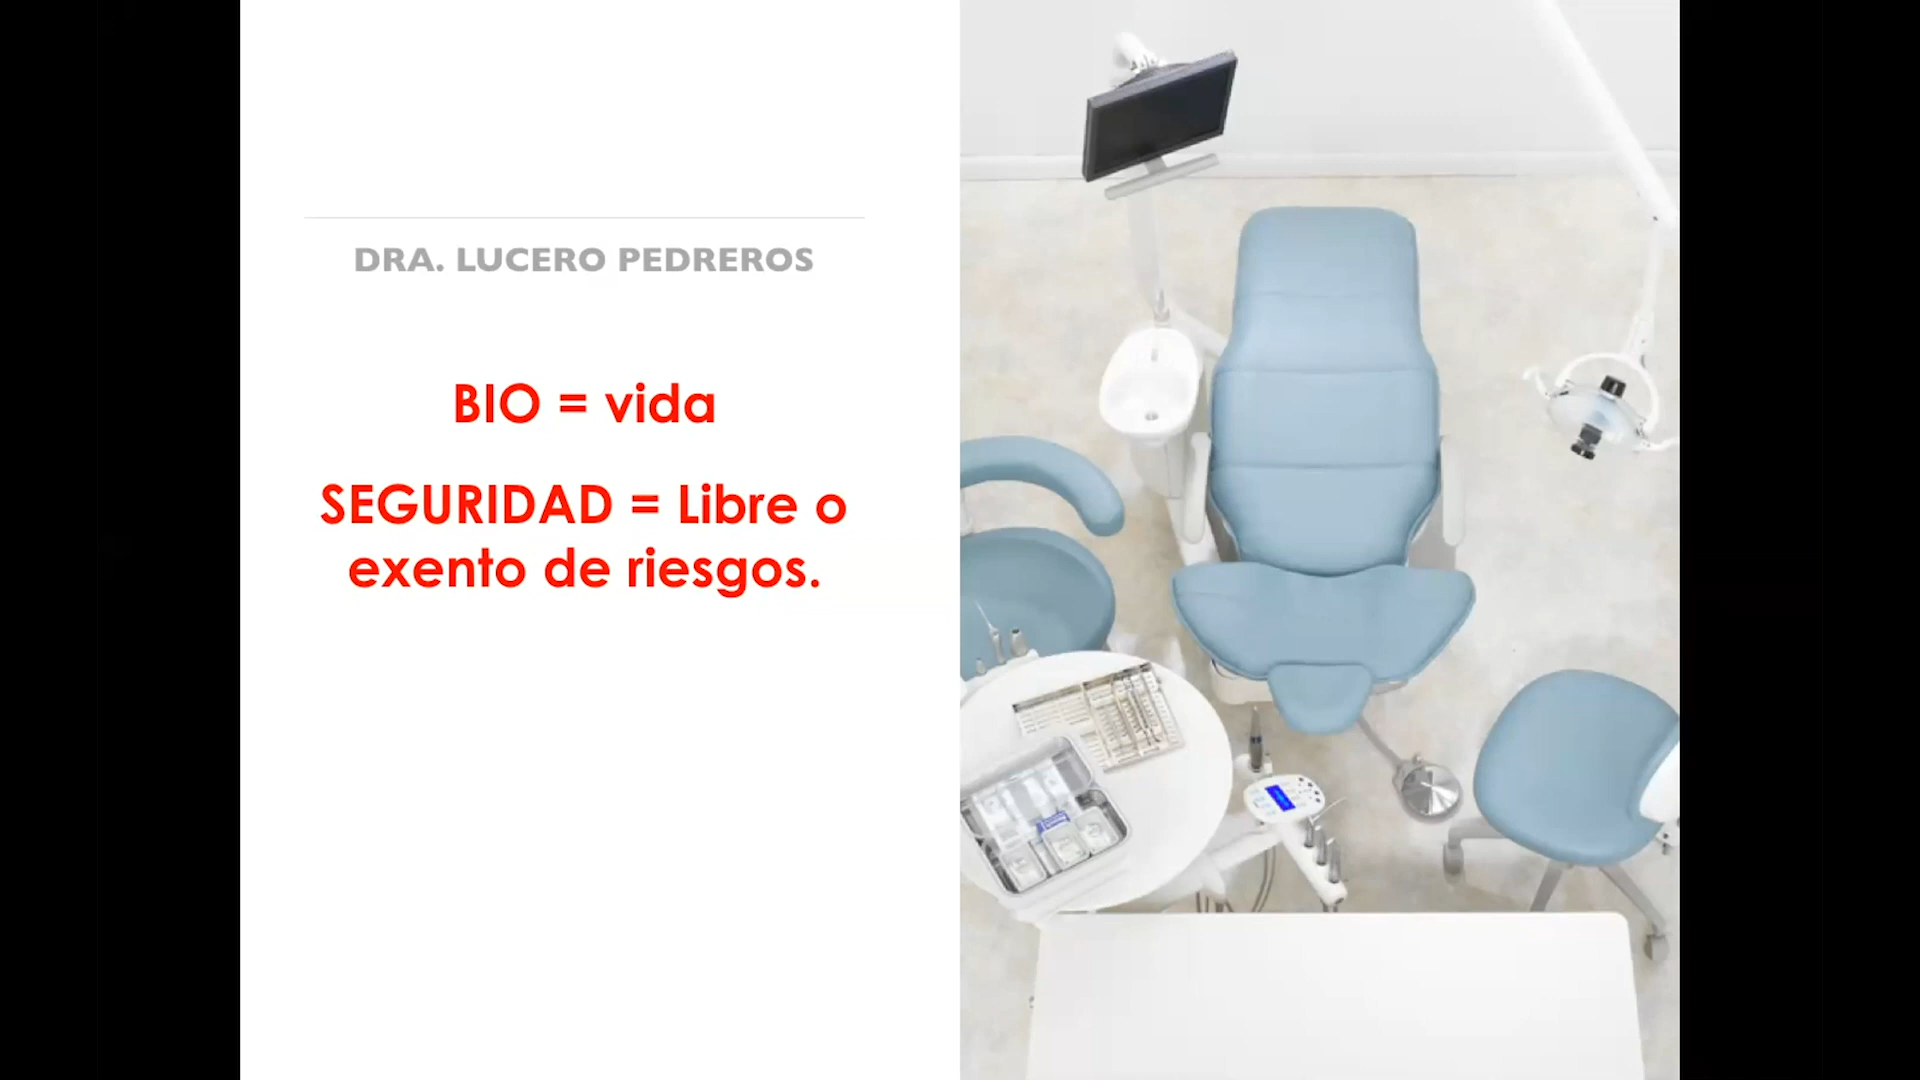 DRA. LUCERO PEDREROS
BIO = vida
SEGURIDAD = Libre o
exento de riesgos.